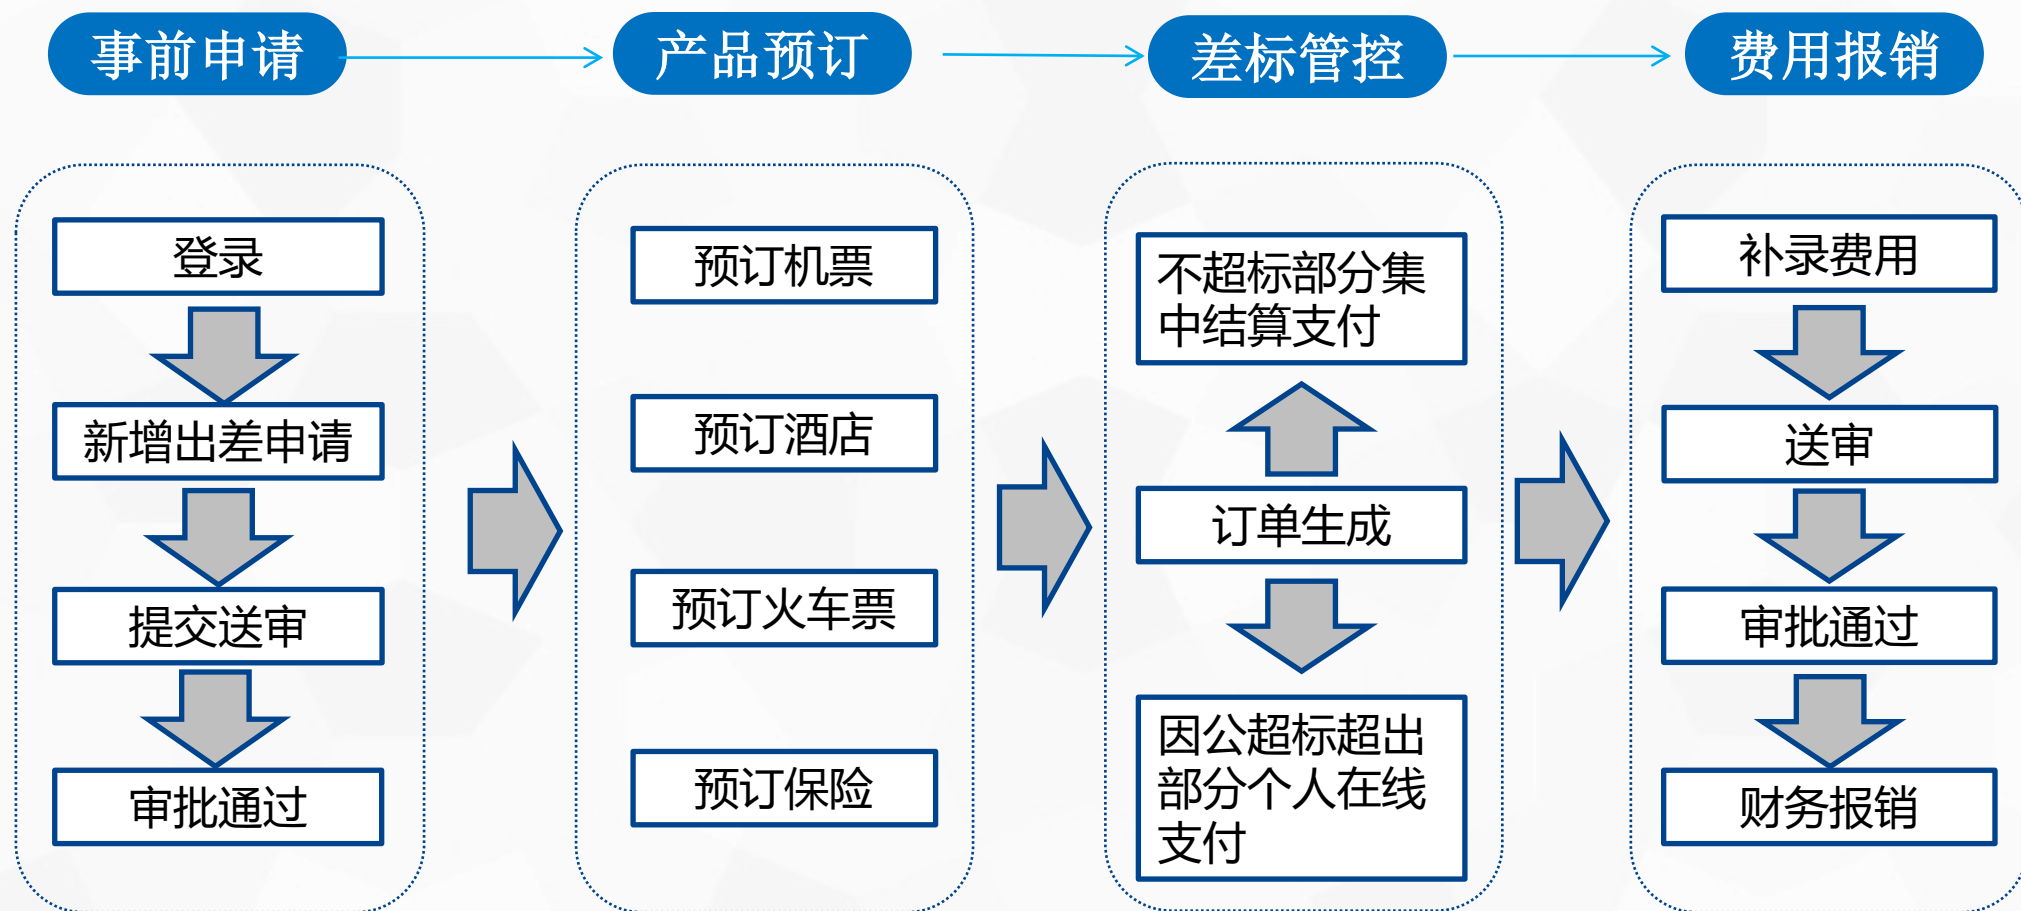 事前申请
产品预订
差标管控
费用报销
登录
新增出差申请
提交送审
审批通过
预订机票
预订酒店
预订火车票
预订保险
不超标部分集
中结算支付
订单生成
因公超标超出
部分个人在线
支付
补录费用
送审
审批通过
财务报销